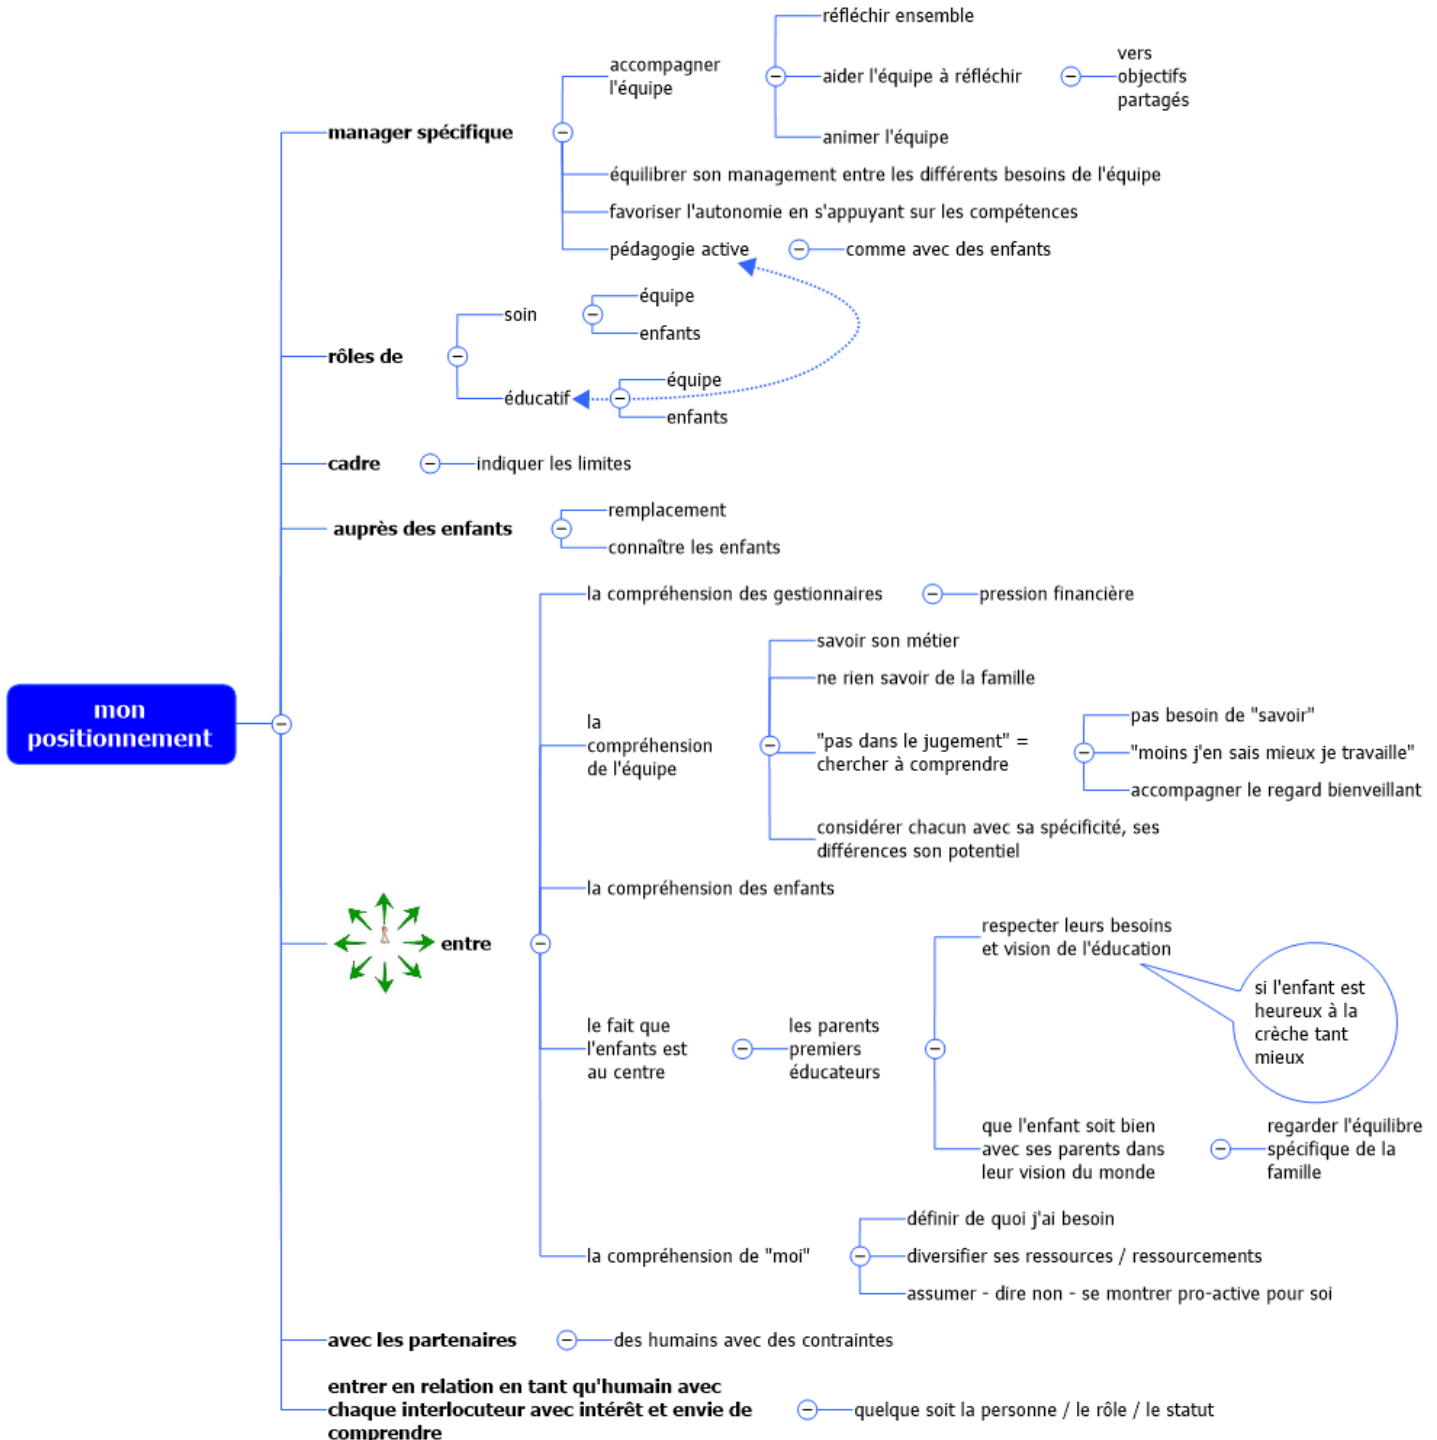 réfléchir ensemble
accompagner
l'équipe
aider l'équipe à réfléchir
vers
objectifs
partagés
animer l'équipe
manager spécifique
équilibrer son management entre les différents besoins de l'équipe
favoriser l'autonomie en s'appuyant sur les compétences
pédagogie active
comme avec des enfants
rôles de
soin
équipe
enfants
éducatif
équipe
enfants
cadre
indiquer les limites
auprès des enfants
remplacement
connaître les enfants
mon
positionnement
entre
la compréhension des gestionnaires
pression financière
la
compréhension
de l'équipe
savoir son métier
ne rien savoir de la famille
"pas dans le jugement" =
chercher à comprendre
pas besoin de "savoir"
"moins j'en sais mieux je travaille"
accompagner le regard bienveillant
considérer chacun avec sa spécificité, ses
différences son potentiel
la compréhension des enfants
le fait que
l'enfants est
au centre
les parents
premiers
éducateurs
respecter leurs besoins
et vision de l'éducation
si l'enfant est
heureux à la
crèche tant
mieux
que l'enfant soit bien
avec ses parents dans
leur vision du monde
regarder l'équilibre
spécifique de la
famille
la compréhension de "moi"
définir de quoi j'ai besoin
diversifier ses ressources / ressourcements
assumer - dire non - se montrer pro-active pour soi
avec les partenaires
des humains avec des contraintes
entrer en relation en tant qu'humain avec
chaque interlocuteur avec intérêt et envie de
comprendre
quelque soit la personne / le rôle / le statut